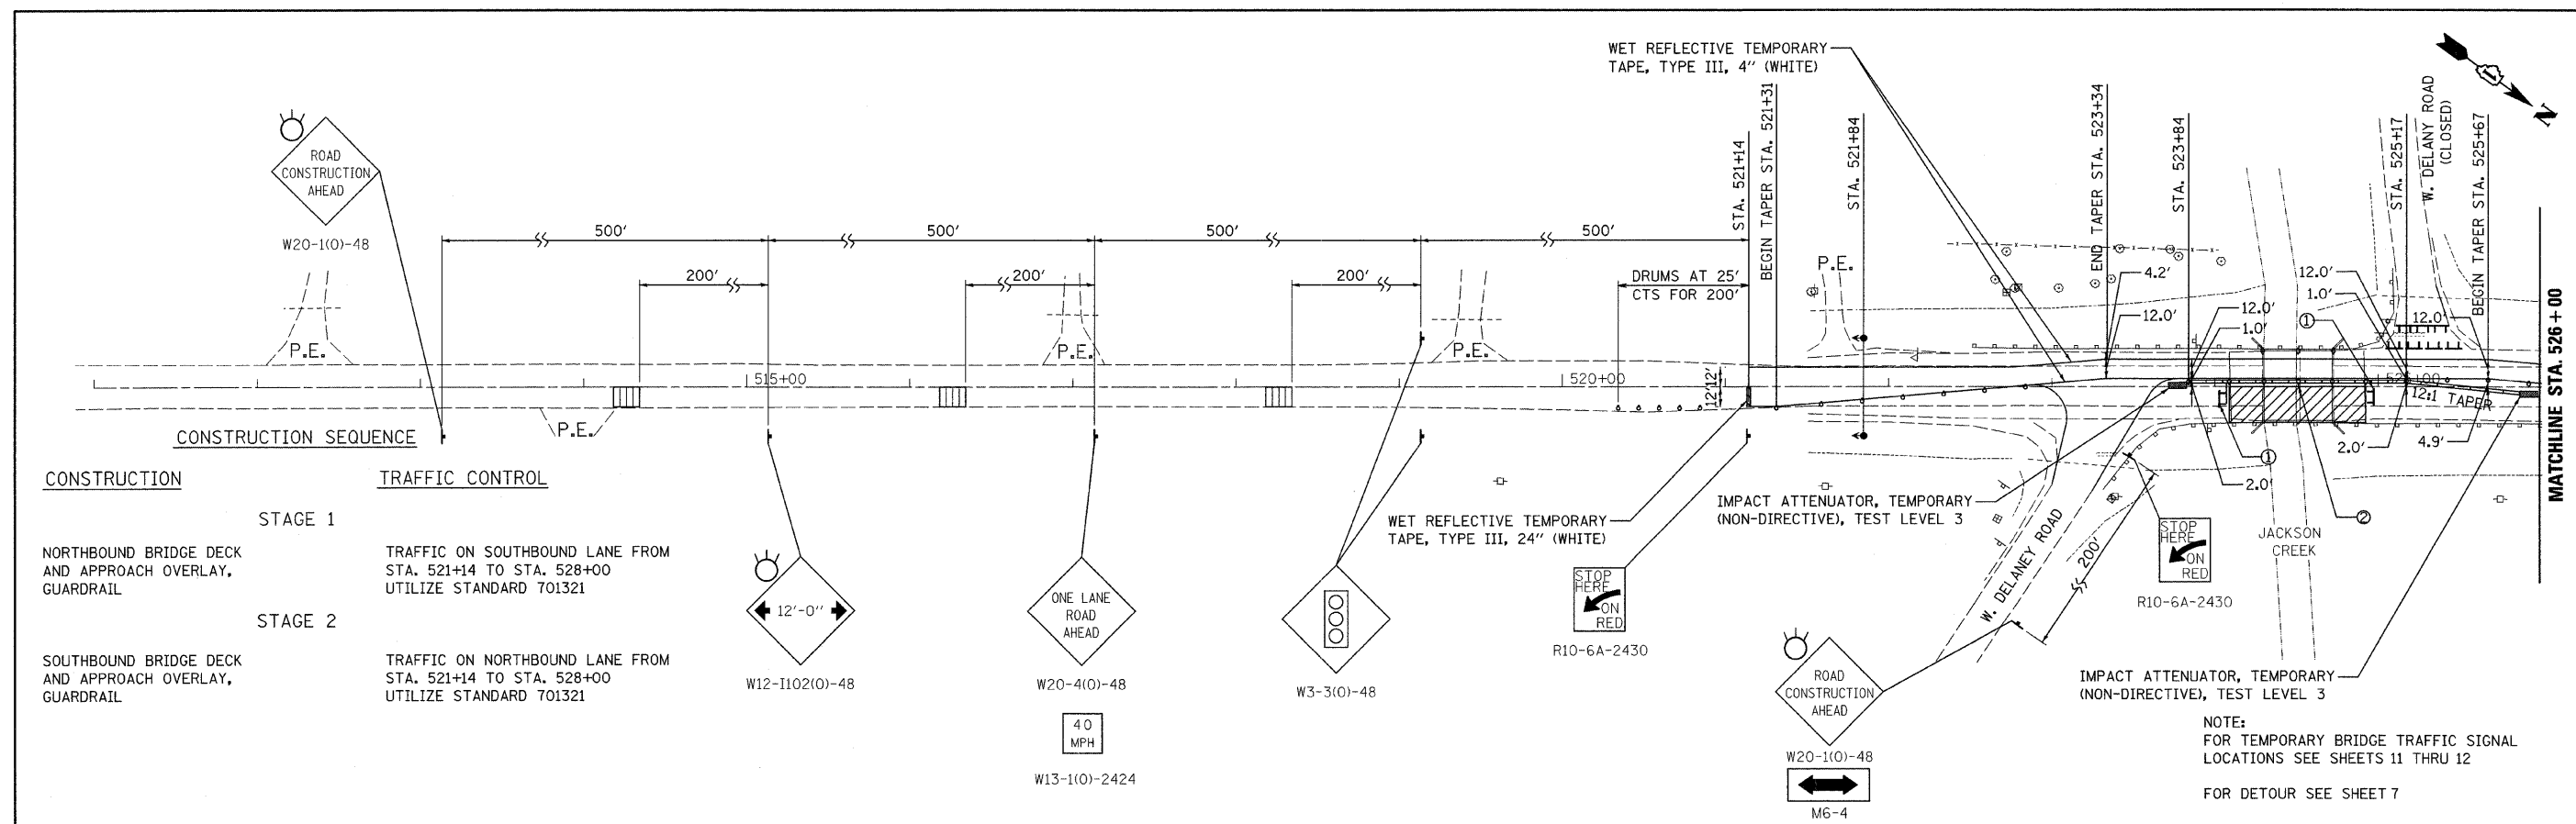 WET REFLECTIVE TEMPORARY
TAPE, TYPE III, 4'' (WHITE)
N
ROAD
CONSTRUCTION
AHEAD
W20-1(O)-48
500'
500'
500'
500'
200'
200'
200'
DRUMS AT 25'
CTS FOR 200'
STA. 521+14
BEGIN TAPER STA. 521+31
STA. 521+84
END TAPER STA. 523+34
STA. 523+84
STA. 525+17
W. DELANY ROAD
(CLOSED)
BEGIN TAPER STA. 525+67
MATCHLINE STA. 526+00
P.E.
P.E.
P.E.
P.E.
P.E.
4.2'
12.0'
12.0'
1.0'
12.0'
1.0'
12.0'
1
515+00
520+00
12'
12'
12:1 TAPER
2.0'
4.9'
2.0'
1
2
CONSTRUCTION SEQUENCE
CONSTRUCTION
TRAFFIC CONTROL
STAGE 1
NORTHBOUND BRIDGE DECK
AND APPROACH OVERLAY,
GUARDRAIL
TRAFFIC ON SOUTHBOUND LANE FROM
STA. 521+14 TO STA. 528+00
UTILIZE STANDARD 701321
STAGE 2
SOUTHBOUND BRIDGE DECK
AND APPROACH OVERLAY,
GUARDRAIL
TRAFFIC ON NORTHBOUND LANE FROM
STA. 521+14 TO STA. 528+00
UTILIZE STANDARD 701321
12'-0''
W12-I102(O)-48
ONE LANE
ROAD
AHEAD
W20-4(O)-48
40
MPH
W13-1(O)-2424
W3-3(O)-48
WET REFLECTIVE TEMPORARY
TAPE, TYPE III, 24'' (WHITE)
STOP
HERE
ON
RED
R10-6A-2430
IMPACT ATTENUATOR, TEMPORARY
(NON-DIRECTIVE), TEST LEVEL 3
W. DELANEY ROAD
200'
STOP
HERE
ON
RED
R10-6A-2430
JACKSON
CREEK
ROAD
CONSTRUCTION
AHEAD
W20-1(O)-48
M6-4
IMPACT ATTENUATOR, TEMPORARY
(NON-DIRECTIVE), TEST LEVEL 3
NOTE:
FOR TEMPORARY BRIDGE TRAFFIC SIGNAL
LOCATIONS SEE SHEETS 11 THRU 12
FOR DETOUR SEE SHEET 7